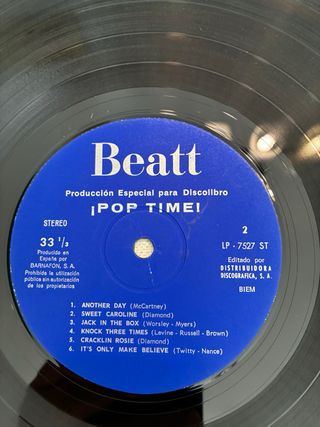 Beatt
Producción Especial para Discolibro
¡POP TIME!
STEREO
33 1/3
Producido en
España por
BARNAFON, S. A.
Prohibida la utilización
pública sin autorización
de los propietarios
2
LP - 7527 ST
Editado por
DISTRIBUIDORA
DISCOGRAFICA, S. A.
BIEM
1. ANOTHER DAY (McCartney)
2. SWEET CAROLINE (Diamond)
3. JACK IN THE BOX (Worsley - Myers)
4. KNOCK THREE TIMES (Levine - Russell - Brown)
5. CRACKLIN ROSIE (Diamond)
6. IT'S ONLY MAKE BELIEVE (Twitty - Nance)